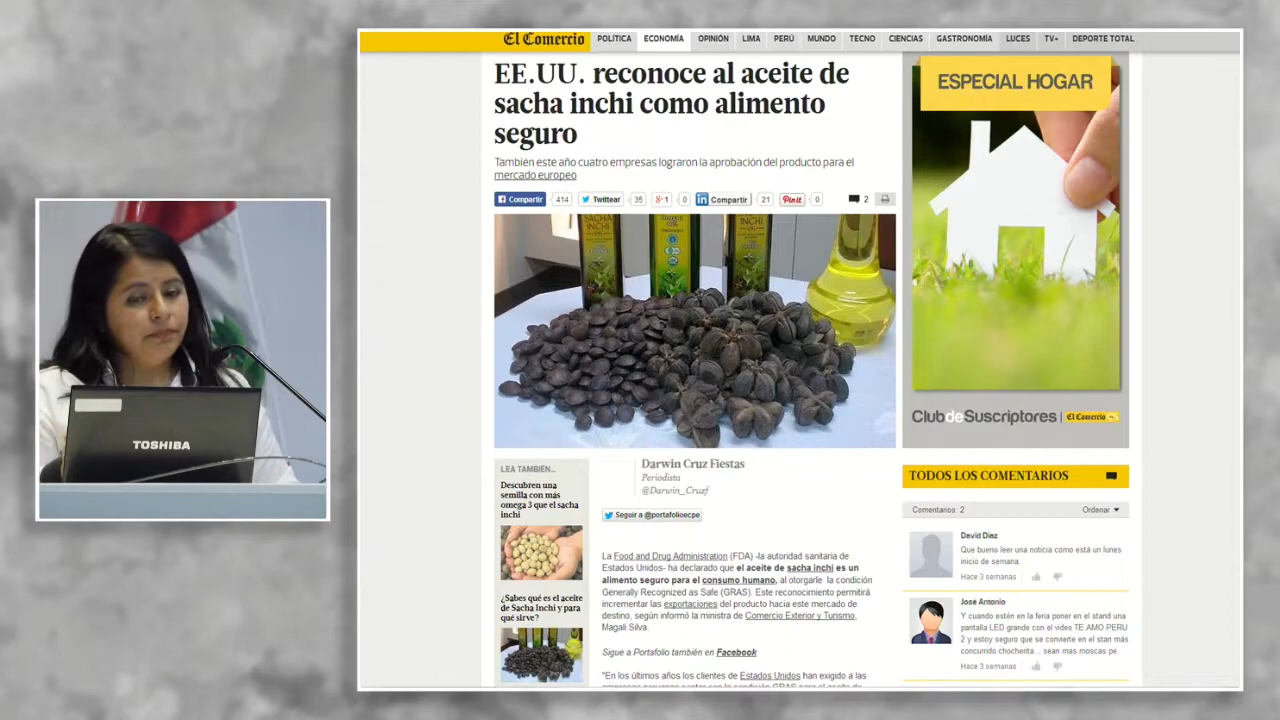 El Comercio
POLÍTICA ECONOMÍA OPINIÓN LIMA PERÚ MUNDO TECNO CIENCIAS GASTRONOMÍA LUCES TV+ DEPORTE TOTAL
EE.UU. reconoce al aceite de
sacha inchi como alimento
seguro
También este año cuatro empresas lograron la aprobación del producto para el
mercado europeo
Compartir 414 Twittear 35 1 0 Compartir 21 Pin it 0 2
SACHA
INCHI
INCHI
LEA TAMBIÉN...
Descubren una
semilla con más
omega 3 que el sacha
inchi
¿Sabes qué es el aceite
de Sacha Inchi y para
qué sirve?
Darwin Cruz Fiestas
Periodista
@Darwin_Cruzf
Seguir a @portafolioecpe
La Food and Drug Administration (FDA) -la autoridad sanitaria de
Estados Unidos- ha declarado que el aceite de sacha inchi es un
alimento seguro para el consumo humano, al otorgarle la condición
Generally Recognized as Safe (GRAS). Este reconocimiento permitirá
incrementar las exportaciones del producto hacia este mercado de
destino, según informó la ministra de Comercio Exterior y Turismo,
Magali Silva.
Sigue a Portafolio también en Facebook
"En los últimos años los clientes de Estados Unidos han exigido a las
ESPECIAL HOGAR
ClubdeSuscriptores | El Comercio
TODOS LOS COMENTARIOS
Comentarios: 2 Ordenar
David Diaz
Que bueno leer una noticia como está un lunes
inicio de semana.
Hace 3 semanas
José Antonio
Y cuando estén en la feria poner en el stand una
pantalla LED grande con el video TE AMO PERU
2 y estoy seguro que se convierte en el stan más
concurrido chocherita... sean mas moscas pe.
Hace 3 semanas
TOSHIBA